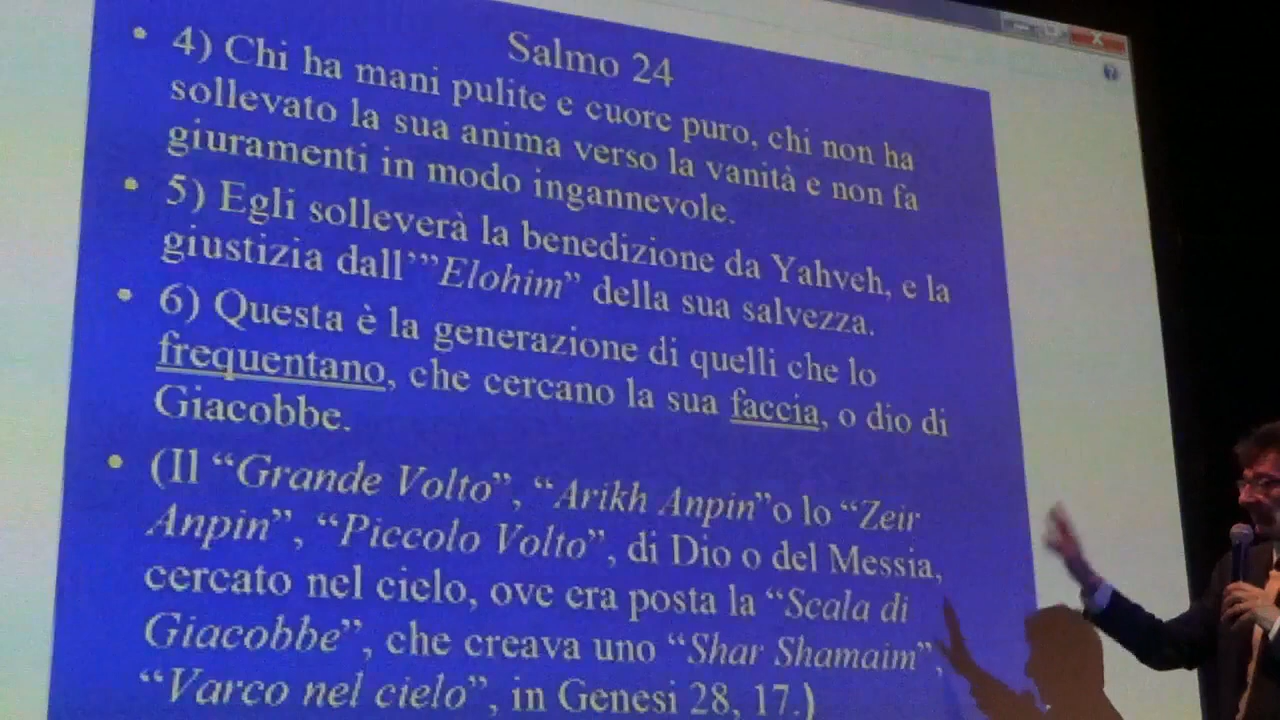 Salmo 24
4) Chi ha mani pulite e cuore puro, chi non ha
sollevato la sua anima verso la vanità e non fa
giuramenti in modo ingannevole.
5) Egli solleverà la benedizione da Yahveh, e la
giustizia dall’”Elohim” della sua salvezza.
6) Questa è la generazione di quelli che lo
frequentano, che cercano la sua faccia, o dio di
Giacobbe.
(Il “Grande Volto”, “Arikh Anpin”o lo “Zeir
Anpin”, “Piccolo Volto”, di Dio o del Messia,
cercato nel cielo, ove era posta la “Scala di
Giacobbe”, che creava uno “Shar Shamaim”,
“Varco nel cielo”, in Genesi 28, 17.)